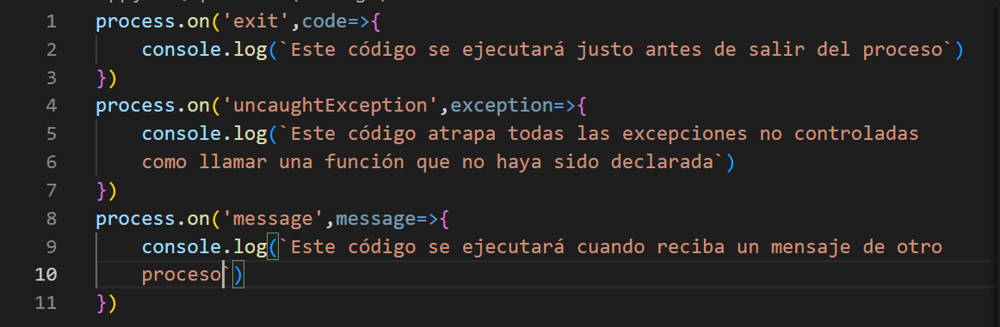 1 process.on('exit',code=>{
2 console.log(`Este código se ejecutará justo antes de salir del proceso`)
3 })
4 process.on('uncaughtException',exception=>{
5 console.log(`Este código atrapa todas las excepciones no controladas
6 como llamar una función que no haya sido declarada`)
7 })
8 process.on('message',message=>{
9 console.log(`Este código se ejecutará cuando reciba un mensaje de otro
10 proceso`)
11 })